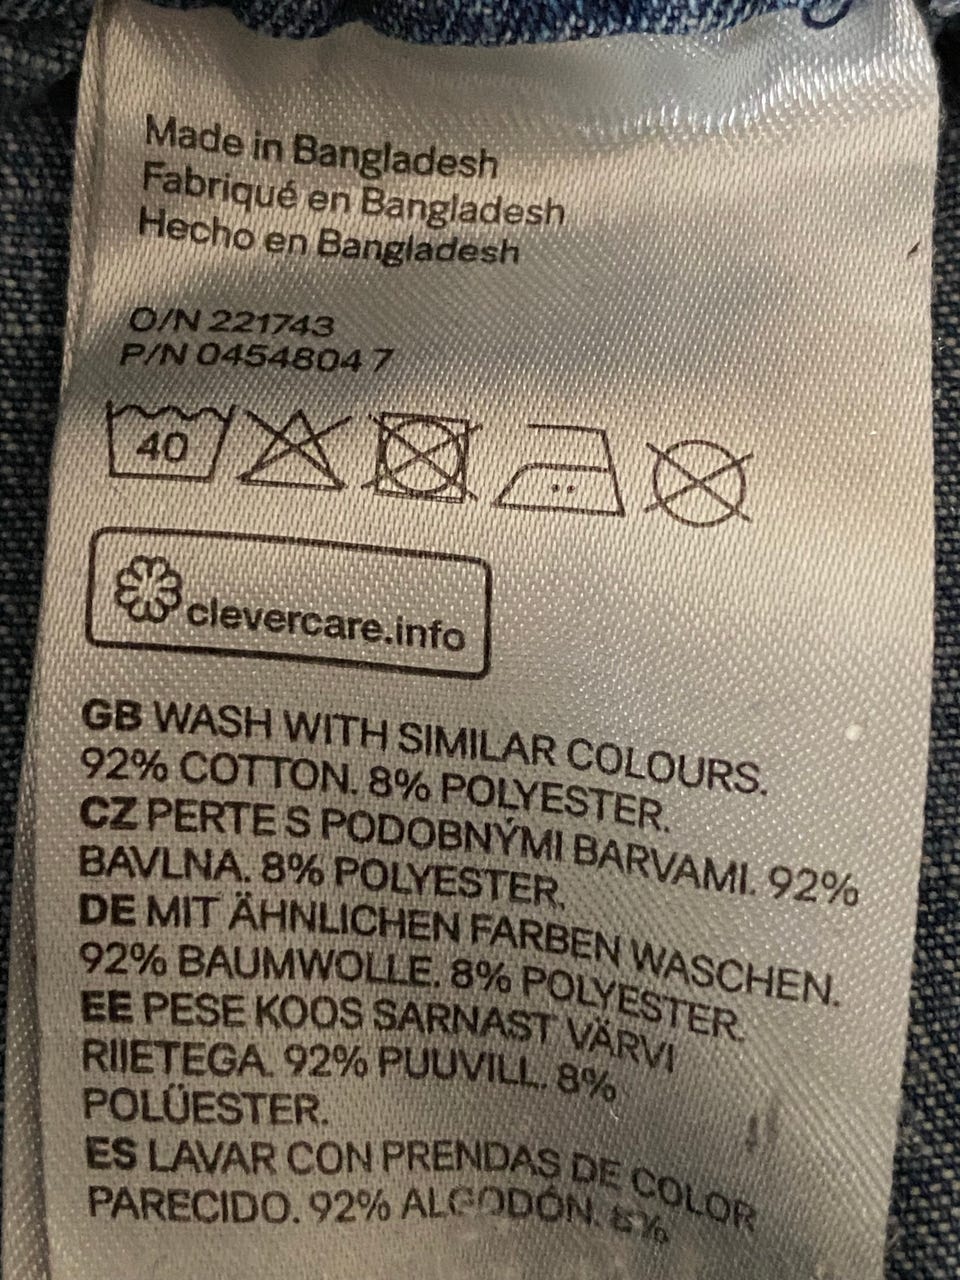 Made in Bangladesh
Fabriqué en Bangladesh
Hecho en Bangladesh
O/N 221743
P/N 0454804 7
40
clevercare.info
GB WASH WITH SIMILAR COLOURS.
92% COTTON. 8% POLYESTER.
CZ PERTE S PODOBNÝMI BARVAMI. 92%
BAVLNA. 8% POLYESTER.
DE MIT ÄHNLICHEN FARBEN WASCHEN.
92% BAUMWOLLE. 8% POLYESTER.
EE PESE KOOS SARNAST VÄRVI
RIIETEGA. 92% PUUVILL. 8%
POLÜESTER.
ES LAVAR CON PRENDAS DE COLOR
PARECIDO. 92% ALGODÓN. 8%